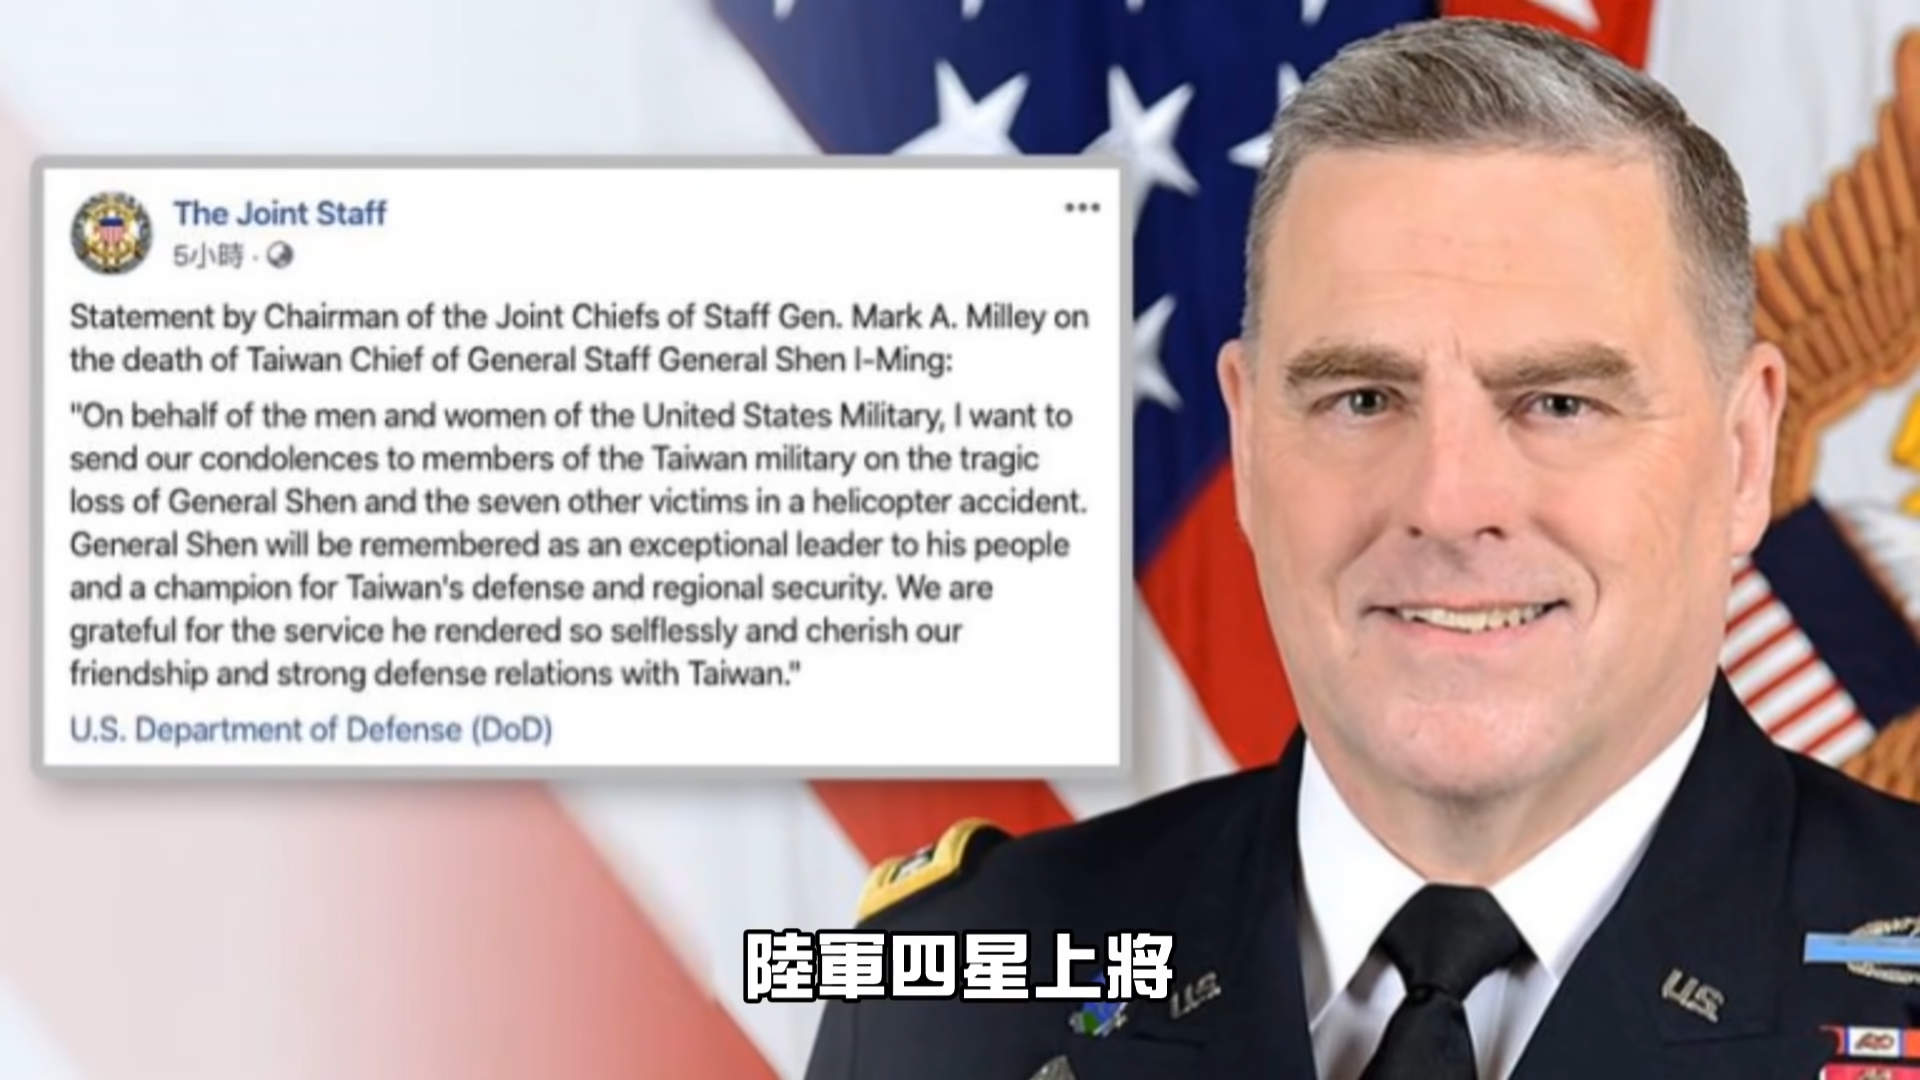 The Joint Staff
5小時 ·
Statement by Chairman of the Joint Chiefs of Staff Gen. Mark A. Milley on
the death of Taiwan Chief of General Staff General Shen I-Ming:
"On behalf of the men and women of the United States Military, I want to
send our condolences to members of the Taiwan military on the tragic
loss of General Shen and the seven other victims in a helicopter accident.
General Shen will be remembered as an exceptional leader to his people
and a champion for Taiwan's defense and regional security. We are
grateful for the service he rendered so selflessly and cherish our
friendship and strong defense relations with Taiwan."
U.S. Department of Defense (DoD)
陸軍四星上將
U.S.
U.S.